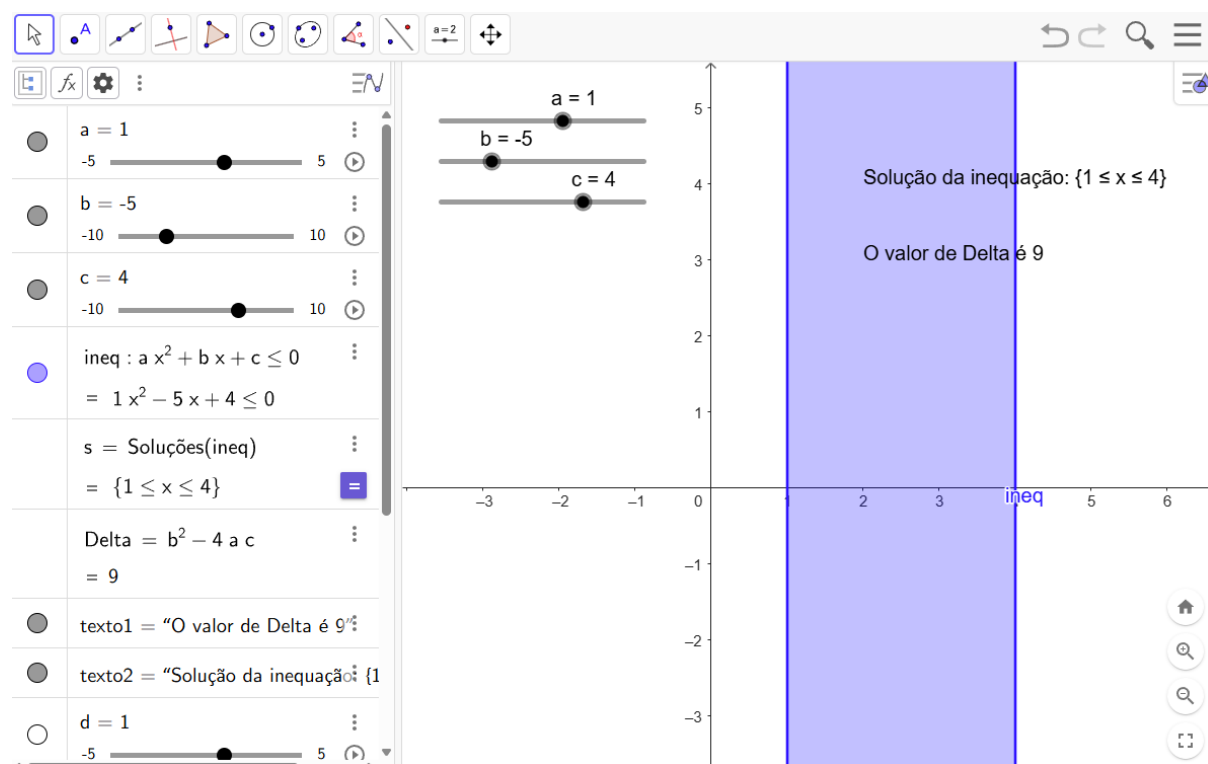 A
a=2
fx
a = 1
-5 5
b = -5
-10 10
c = 4
-10 10
ineq : a x² + b x + c ≤ 0
= 1 x² − 5 x + 4 ≤ 0
s = Soluções(ineq)
= {1 ≤ x ≤ 4}
=
Delta = b² − 4 a c
= 9
texto1 = “O valor de Delta é 9”
texto2 = “Solução da inequação: {1
d = 1
-5 5
a = 1
b = -5
c = 4
Solução da inequação: {1 ≤ x ≤ 4}
O valor de Delta é 9
5
4
3
2
1
–3 –2 –1 0 1 2 3 ineq 5 6
–1
–2
–3